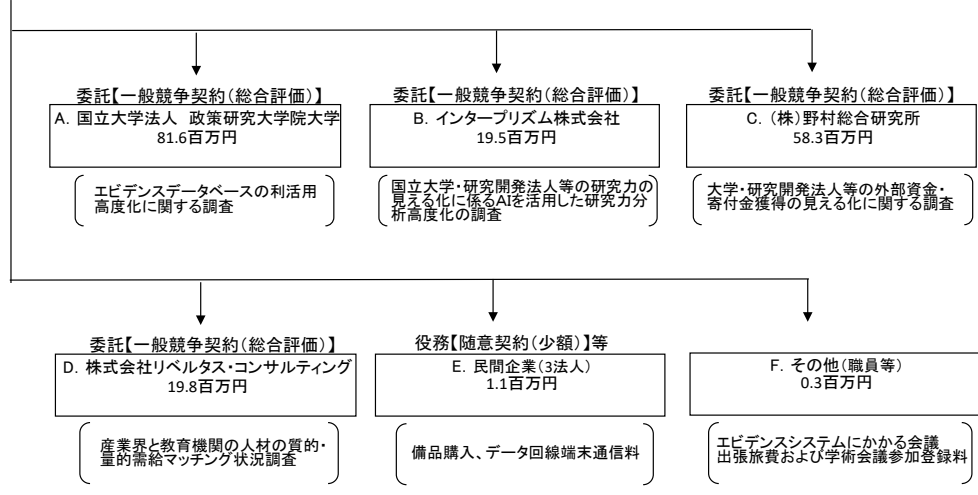 委託【一般競争契約（総合評価）】
A．国立大学法人　政策研究大学院大学
81.6百万円
エビデンスデータベースの利活用
高度化に関する調査
委託【一般競争契約（総合評価）】
B．インタープリズム株式会社
19.5百万円
国立大学・研究開発法人等の研究力の
見える化に係るAIを活用した研究力分
析高度化の調査
委託【一般競争契約（総合評価）】
C．（株）野村総合研究所
58.3百万円
大学・研究開発法人等の外部資金・
寄付金獲得の見える化に関する調査
委託【一般競争契約（総合評価）】
D．株式会社リベルタス・コンサルティング
19.8百万円
産業界と教育機関の人材の質的・
量的需給マッチング状況調査
役務【随意契約（少額）】等
E．民間企業（3法人）
1.1百万円
備品購入、データ回線端末通信料
F．その他（職員等）
0.3百万円
エビデンスシステムにかかる会議
出張旅費および学術会議参加登録料